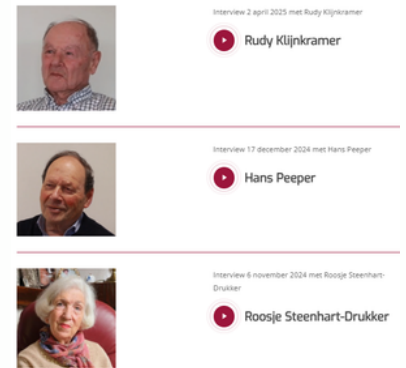 Interview 2 april 2025 met Rudy Klijnkramer
Rudy Klijnkramer
Interview 17 december 2024 met Hans Peeper
Hans Peeper
Interview 6 november 2024 met Roosje Steenhart-
Drukker
Roosje Steenhart-Drukker